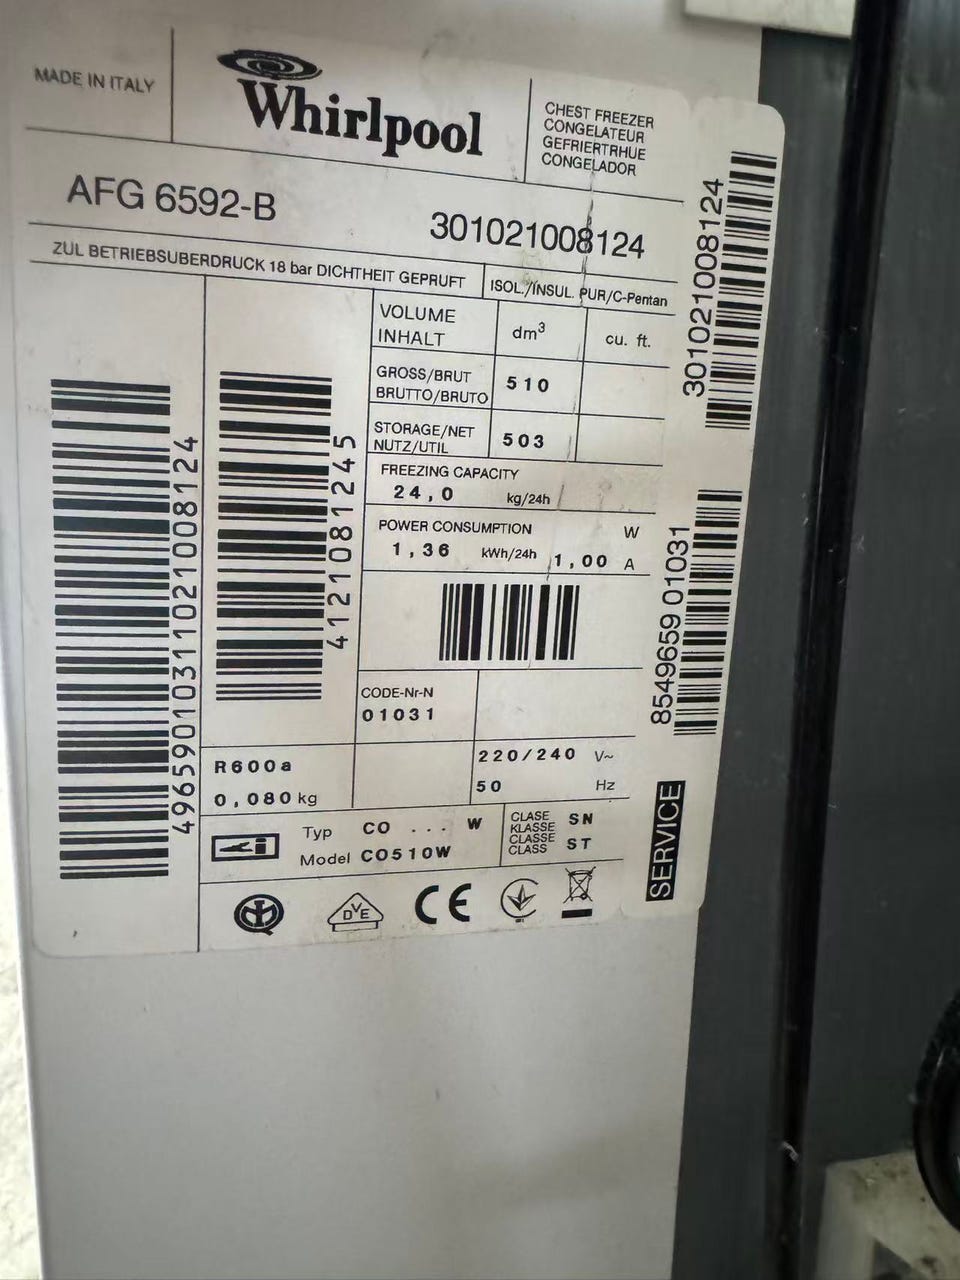 MADE IN ITALY
Whirlpool
CHEST FREEZER
CONGELATEUR
GEFRIERTRHUE
CONGELADOR
AFG 6592-B
301021008124
ZUL BETRIEBSUBERDRUCK 18 bar DICHTHEIT GEPRUFT
ISOL./INSUL. PUR/C-Pentan
VOLUME
INHALT
dm3
cu. ft.
GROSS/BRUT
BRUTTO/BRUTO
510
STORAGE/NET
NUTZ/UTIL
503
FREEZING CAPACITY
24,0 kg/24h
POWER CONSUMPTION W
1,36 kWh/24h 1,00 A
496590103110210081​24
412108​1245
CODE-Nr-N
01031
R600a
0,080 kg
220/240 V~
50 Hz
Typ CO ... W
Model CO510W
CLASE
KLASSE
CLASSE
CLASS
SN
ST
DVE
CE
301021008124
8549659 01031
SERVICE